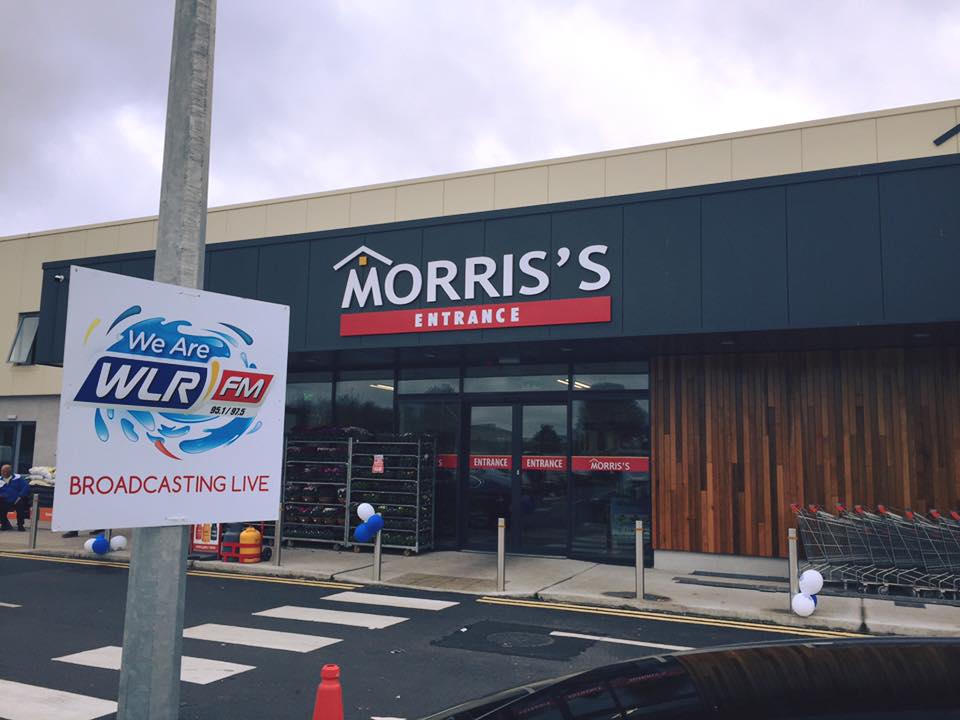 We Are
WLR FM
95.1/97.5
BROADCASTING LIVE
MORRIS'S
ENTRANCE
ENTRANCE
ENTRANCE
MORRIS'S